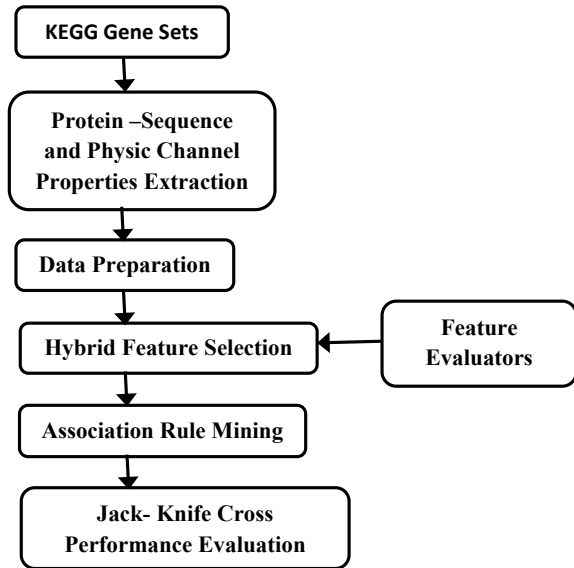 KEGG Gene Sets
Protein –Sequence
and Physic Channel
Properties Extraction
Data Preparation
Hybrid Feature Selection
Feature
Evaluators
Association Rule Mining
Jack- Knife Cross
Performance Evaluation